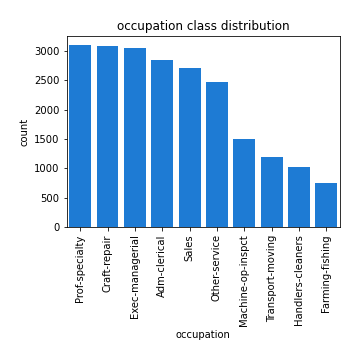 occupation class distribution
3000
2500
2000
1500
1000
500
0
count
Prof-specialty
Craft-repair
Exec-managerial
Adm-clerical
Sales
Other-service
Machine-op-inspct
Transport-moving
Handlers-cleaners
Farming-fishing
occupation